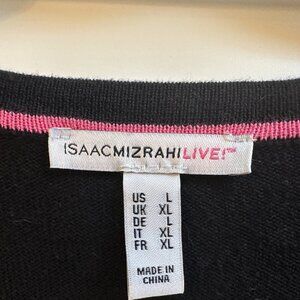 ISAACMIZRAHILIVE!™
US L
UK XL
DE L
IT XL
FR XL
MADE IN
CHINA